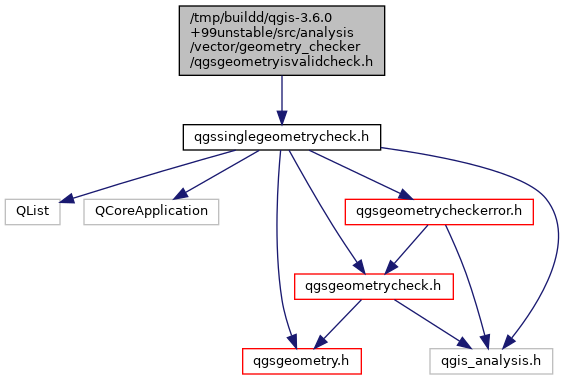 /tmp/buildd/qgis-3.6.0
+99unstable/src/analysis
/vector/geometry_checker
/qgsgeometryisvalidcheck.h
qgssinglegeometrycheck.h
QList
QCoreApplication
qgsgeometrycheckerror.h
qgsgeometrycheck.h
qgsgeometry.h
qgis_analysis.h